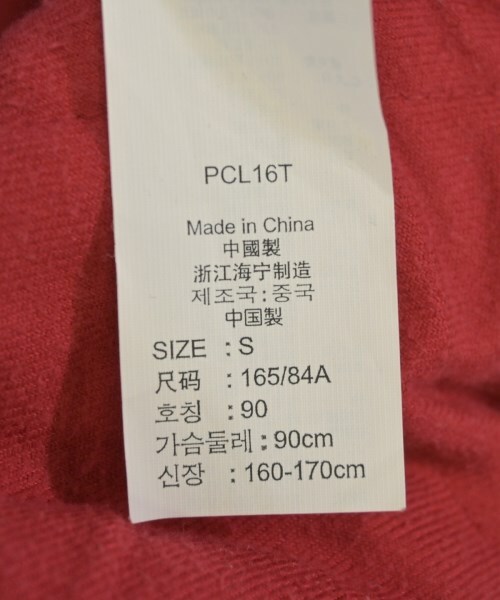 PCL16T
Made in China
中國製
浙江海宁制造
제조국:중국
中国製
SIZE : S
尺码 : 165/84A
호칭 : 90
가슴둘레 : 90cm
신장 : 160-170cm